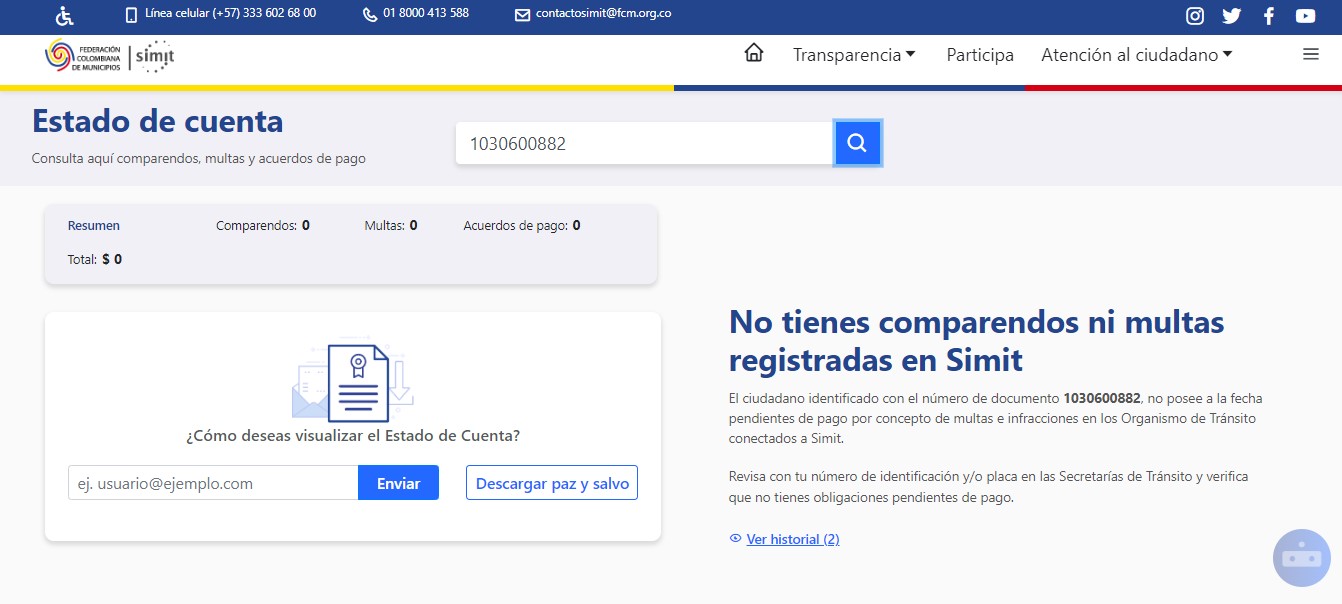 Línea celular (+57) 333 602 68 00
01 8000 413 588
contactosimit@fcm.org.co
FEDERACIÓN
COLOMBIANA
DE MUNICIPIOS
simit
Transparencia
Participa
Atención al ciudadano
Estado de cuenta
Consulta aquí comparendos, multas y acuerdos de pago
1030600882
Resumen
Comparendos: 0
Multas: 0
Acuerdos de pago: 0
Total: $ 0
¿Cómo deseas visualizar el Estado de Cuenta?
ej. usuario@ejemplo.com
Enviar
Descargar paz y salvo
No tienes comparendos ni multas
registradas en Simit
El ciudadano identificado con el número de documento 1030600882, no posee a la fecha
pendientes de pago por concepto de multas e infracciones en los Organismo de Tránsito
conectados a Simit.
Revisa con tu número de identificación y/o placa en las Secretarías de Tránsito y verifica
que no tienes obligaciones pendientes de pago.
Ver historial (2)